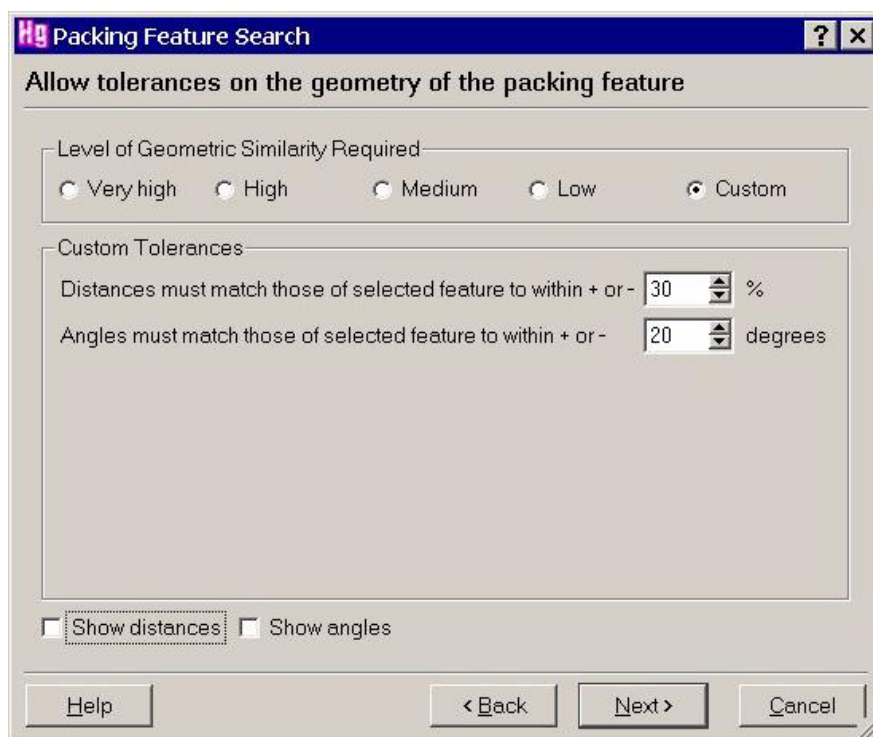 Hg Packing Feature Search ? ×
Allow tolerances on the geometry of the packing feature
Level of Geometric Similarity Required
Very high High Medium Low Custom
Custom Tolerances
Distances must match those of selected feature to within + or - 30 %
Angles must match those of selected feature to within + or - 20 degrees
Show distances Show angles
Help < Back Next > Cancel